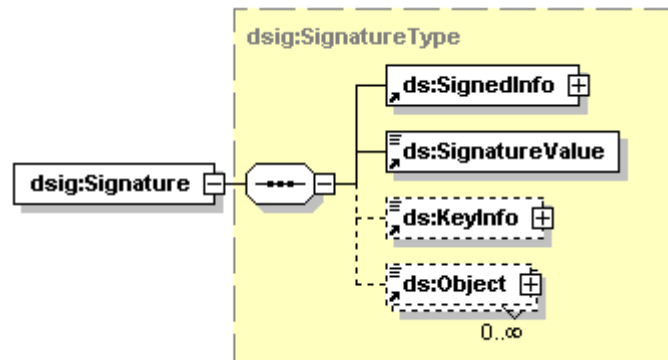 dsig:SignatureType
ds:SignedInfo
ds:SignatureValue
dsig:Signature
ds:KeyInfo
ds:Object
0..∞